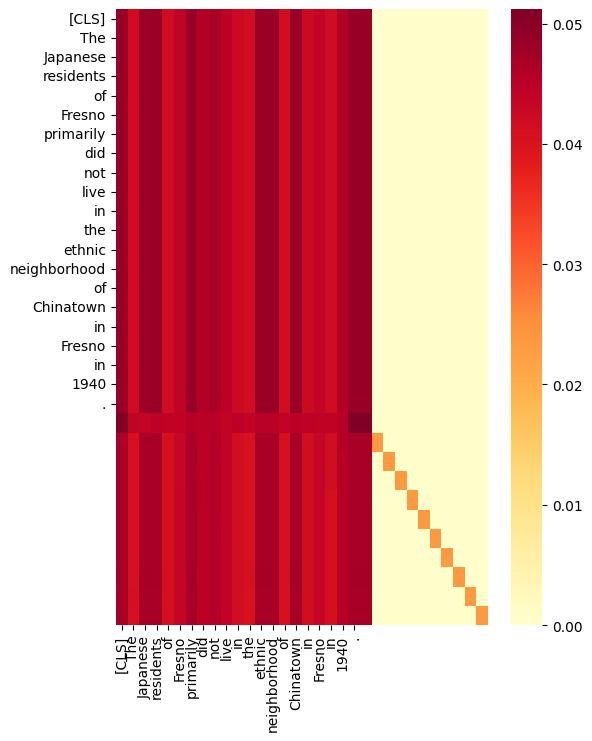 [CLS]
The
Japanese
residents
of
Fresno
primarily
did
not
live
in
the
ethnic
neighborhood
of
Chinatown
in
Fresno
in
1940
.
[CLS]
The
Japanese
residents
of
Fresno
primarily
did
not
live
in
the
ethnic
neighborhood
of
Chinatown
in
Fresno
in
1940
.
0.05
0.04
0.03
0.02
0.01
0.00